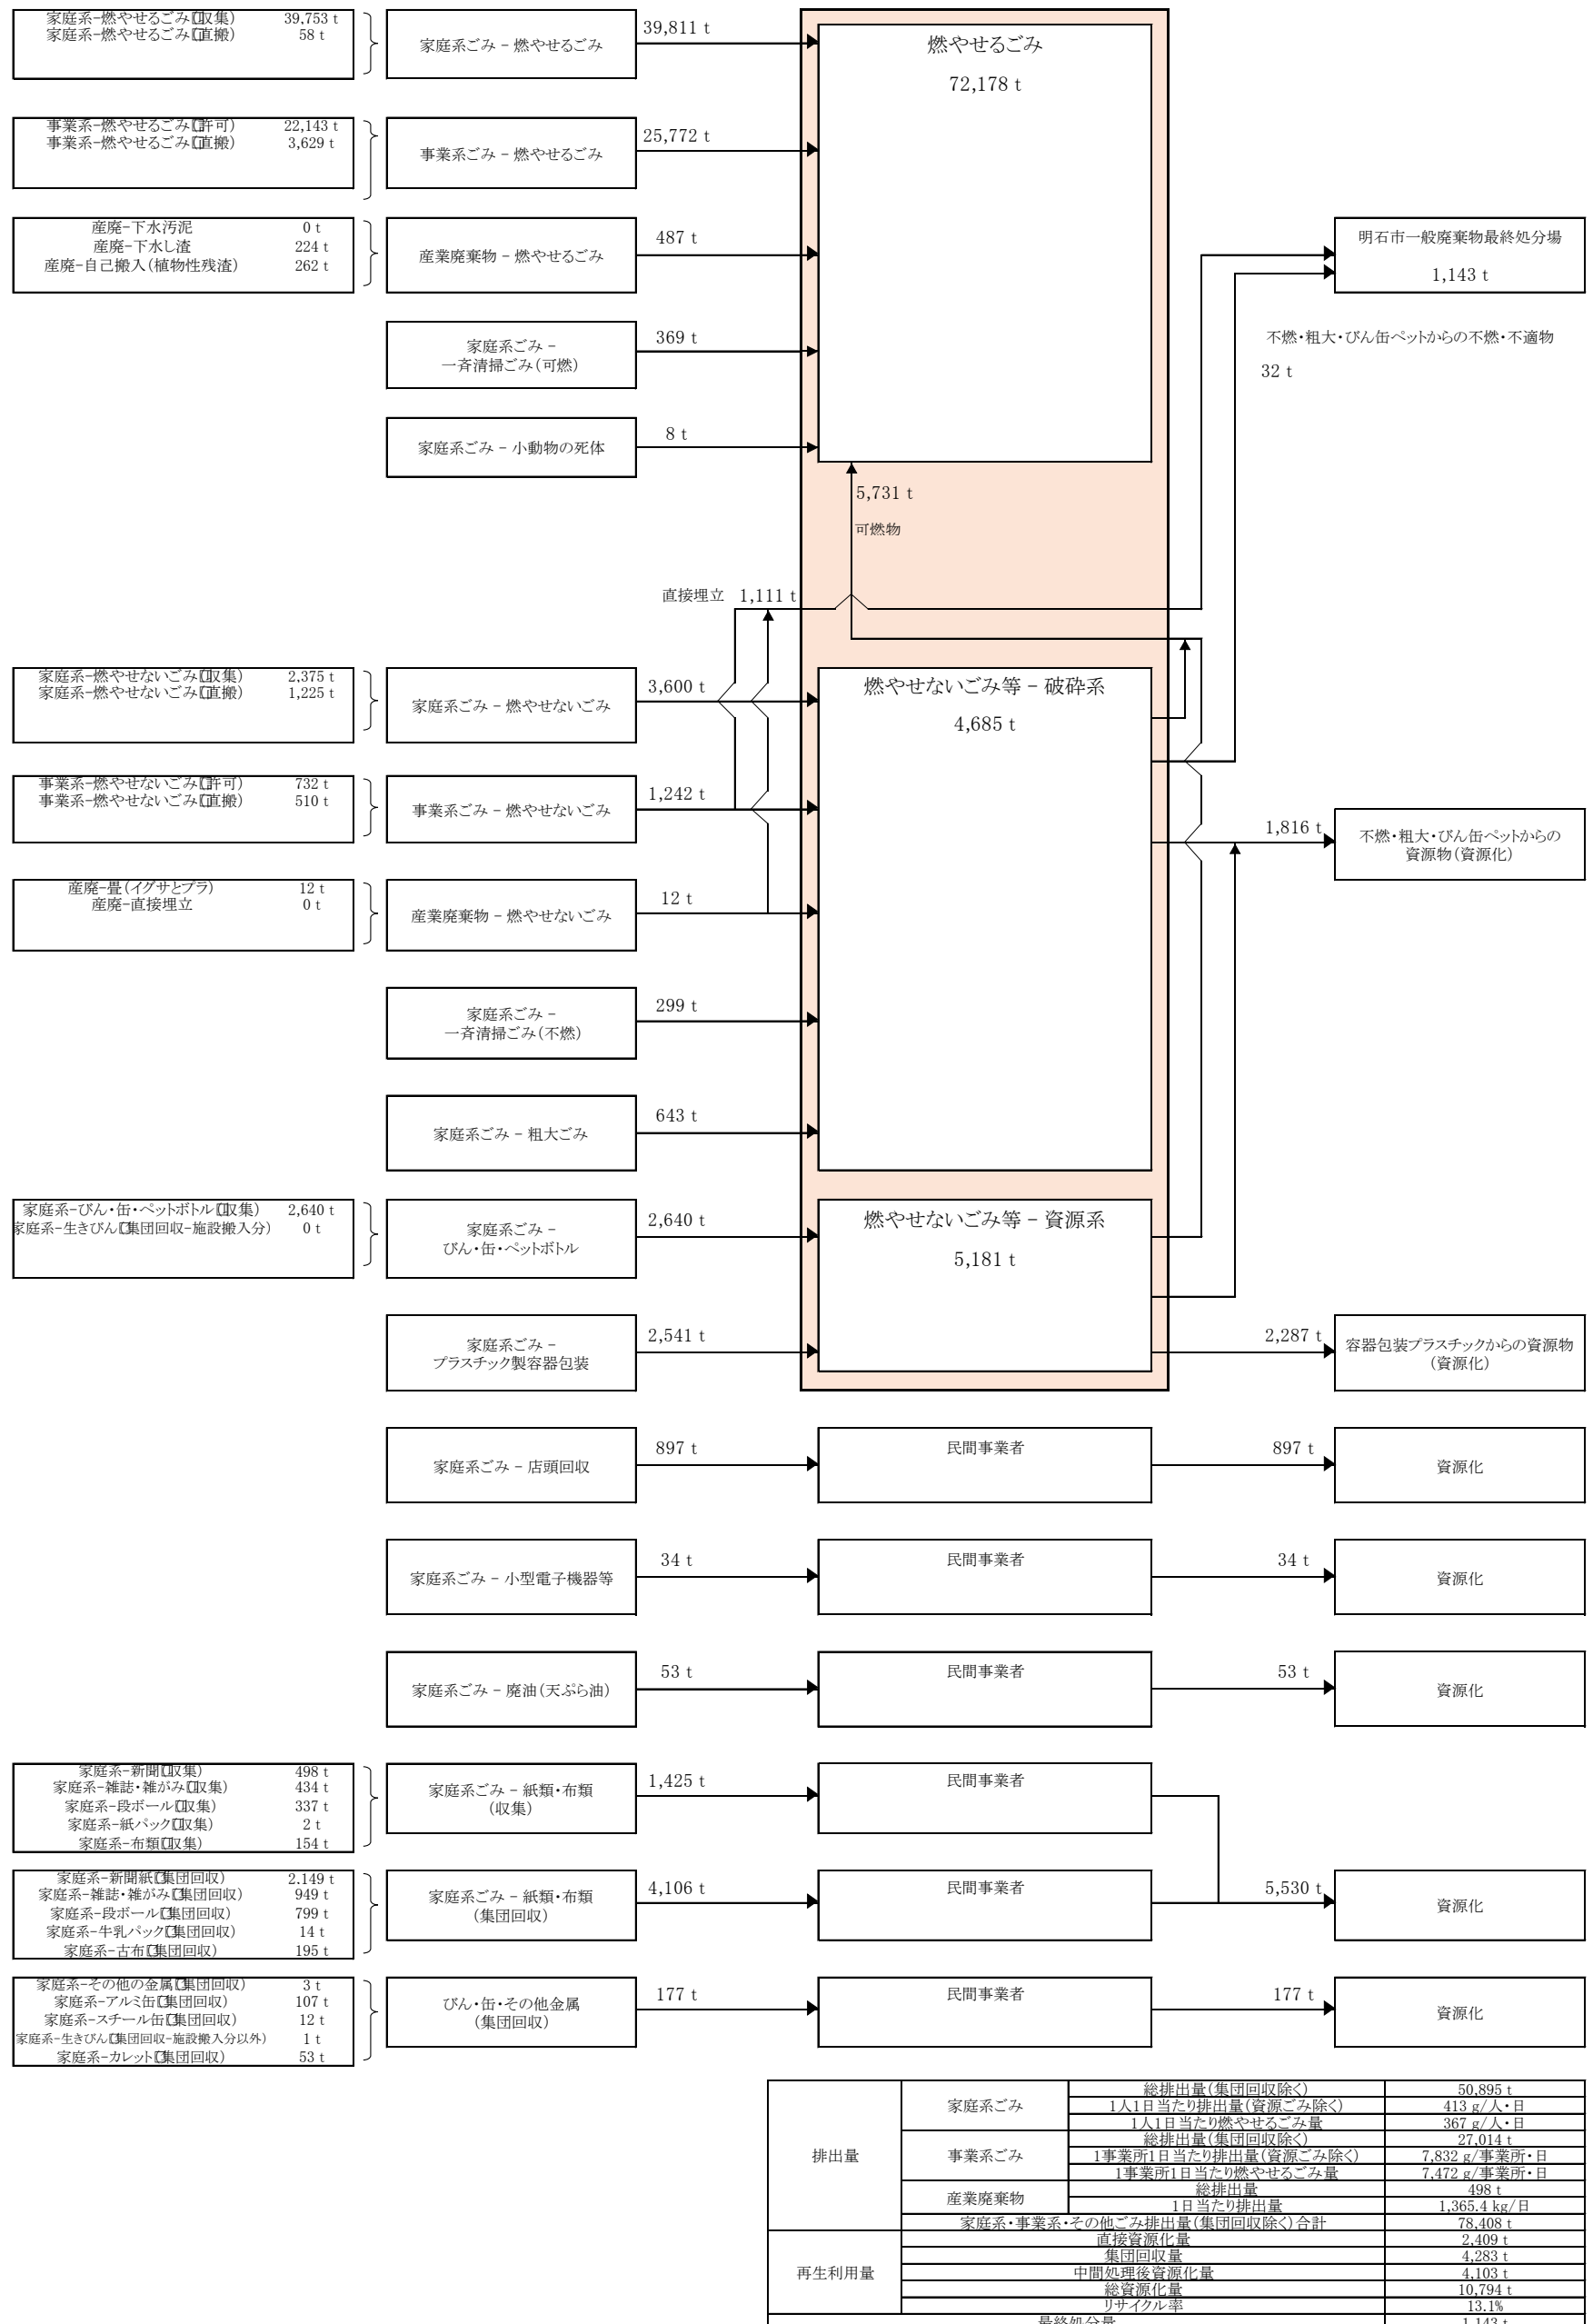 家庭系-燃やせるごみ【収集】 39,753 t
家庭系-燃やせるごみ【直搬】 58 t
家庭系ごみ - 燃やせるごみ
39,811 t
燃やせるごみ
72,178 t
事業系-燃やせるごみ【許可】 22,143 t
事業系-燃やせるごみ【直搬】 3,629 t
事業系ごみ - 燃やせるごみ
25,772 t
産廃-下水汚泥 0 t
産廃-下水し渣 224 t
産廃-自己搬入(植物性残渣) 262 t
産業廃棄物 - 燃やせるごみ
487 t
明石市一般廃棄物最終処分場
1,143 t
家庭系ごみ -
一斉清掃ごみ(可燃)
369 t
不燃・粗大・びん缶ペットからの不燃・不適物
32 t
家庭系ごみ - 小動物の死体
8 t
5,731 t
可燃物
直接埋立 1,111 t
家庭系-燃やせないごみ【収集】 2,375 t
家庭系-燃やせないごみ【直搬】 1,225 t
家庭系ごみ - 燃やせないごみ
3,600 t
燃やせないごみ等 - 破砕系
4,685 t
事業系-燃やせないごみ【許可】 732 t
事業系-燃やせないごみ【直搬】 510 t
事業系ごみ - 燃やせないごみ
1,242 t
1,816 t
不燃・粗大・びん缶ペットからの
資源物(資源化)
産廃-畳(イグサとプラ) 12 t
産廃-直接埋立 0 t
産業廃棄物 - 燃やせないごみ
12 t
家庭系ごみ -
一斉清掃ごみ(不燃)
299 t
家庭系ごみ - 粗大ごみ
643 t
家庭系-びん・缶・ペットボトル【収集】 2,640 t
家庭系-生きびん【集団回収-施設搬入分】 0 t
家庭系ごみ -
びん・缶・ペットボトル
2,640 t
燃やせないごみ等 - 資源系
5,181 t
家庭系ごみ -
プラスチック製容器包装
2,541 t
2,287 t
容器包装プラスチックからの資源物
(資源化)
家庭系ごみ - 店頭回収
897 t
民間事業者
897 t
資源化
家庭系ごみ - 小型電子機器等
34 t
民間事業者
34 t
資源化
家庭系ごみ - 廃油(天ぷら油)
53 t
民間事業者
53 t
資源化
家庭系-新聞【収集】 498 t
家庭系-雑誌・雑がみ【収集】 434 t
家庭系-段ボール【収集】 337 t
家庭系-紙パック【収集】 2 t
家庭系-布類【収集】 154 t
家庭系ごみ - 紙類・布類
(収集)
1,425 t
民間事業者
家庭系-新聞紙【集団回収】 2.149 t
家庭系-雑誌・雑がみ【集団回収】 949 t
家庭系-段ボール【集団回収】 799 t
家庭系-牛乳パック【集団回収】 14 t
家庭系-古布【集団回収】 195 t
家庭系ごみ - 紙類・布類
(集団回収)
4,106 t
民間事業者
5,530 t
資源化
家庭系-その他の金属【集団回収】 3 t
家庭系-アルミ缶【集団回収】 107 t
家庭系-スチール缶【集団回収】 12 t
家庭系-生きびん【集団回収-施設搬入分以外】 1 t
家庭系-カレット【集団回収】 53 t
びん・缶・その他金属
(集団回収)
177 t
民間事業者
177 t
資源化
排出量
家庭系ごみ
総排出量(集団回収除く) 50,895 t
1人1日当たり排出量(資源ごみ除く) 413 g/人・日
1人1日当たり燃やせるごみ量 367 g/人・日
事業系ごみ
総排出量(集団回収除く) 27,014 t
1事業所1日当たり排出量(資源ごみ除く) 7,832 g/事業所・日
1事業所1日当たり燃やせるごみ量 7,472 g/事業所・日
産業廃棄物
総排出量 498 t
1日当たり排出量 1,365.4 kg/日
家庭系・事業系・その他ごみ排出量(集団回収除く)合計 78,408 t
再生利用量
直接資源化量 2,409 t
集団回収量 4,283 t
中間処理後資源化量 4,103 t
総資源化量 10,794 t
リサイクル率 13.1%
最終処分量 1,143 t